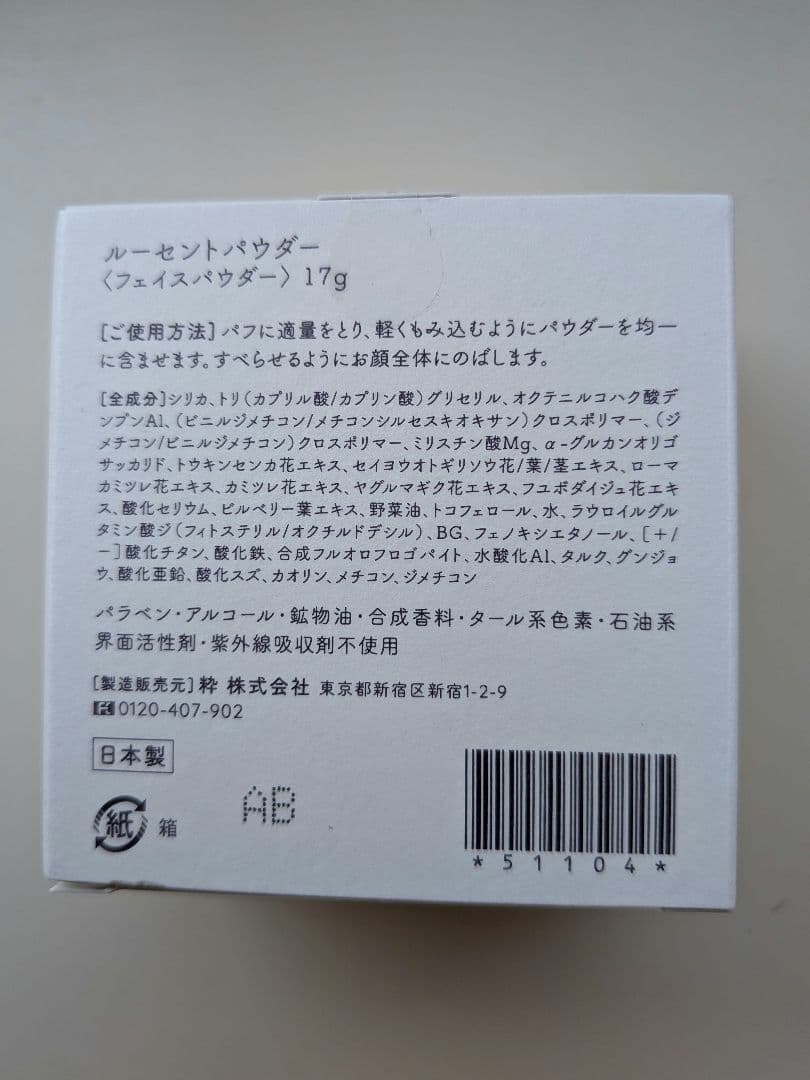 ルーセントパウダー
〈フェイスパウダー〉17g
[ご使用方法]パフに適量をとり、軽くもみ込むようにパウダーを均一
に含ませます。すべらせるようにお顔全体にのばします。
[全成分]シリカ、トリ(カプリル酸/カプリン酸)グリセリル、オクテニルコハク酸デ
ンプンAl、(ビニルジメチコン/メチコンシルセスキオキサン)クロスポリマー、(ジ
メチコン/ビニルジメチコン)クロスポリマー、ミリスチン酸Mg、α-グルカンオリゴ
サッカリド、トウキンセンカ花エキス、セイヨウオトギリソウ花/葉/茎エキス、ローマ
カミツレ花エキス、カミツレ花エキス、ヤグルマギク花エキス、フユボダイジュ花エキ
ス、酸化セリウム、ビルベリー葉エキス、野菜油、トコフェロール、水、ラウロイルグル
タミン酸ジ(フィトステリル/オクチルドデシル)、BG、フェノキシエタノール、[+/
-]酸化チタン、酸化鉄、合成フルオロフロゴパイト、水酸化Al、タルク、グンジョ
ウ、酸化亜鉛、酸化スズ、カオリン、メチコン、ジメチコン
パラベン・アルコール・鉱物油・合成香料・タール系色素・石油系
界面活性剤・紫外線吸収剤不使用
[製造販売元]粋 株式会社 東京都新宿区新宿1-2-9
0120-407-902
日本製
紙 箱
AB
*51104*